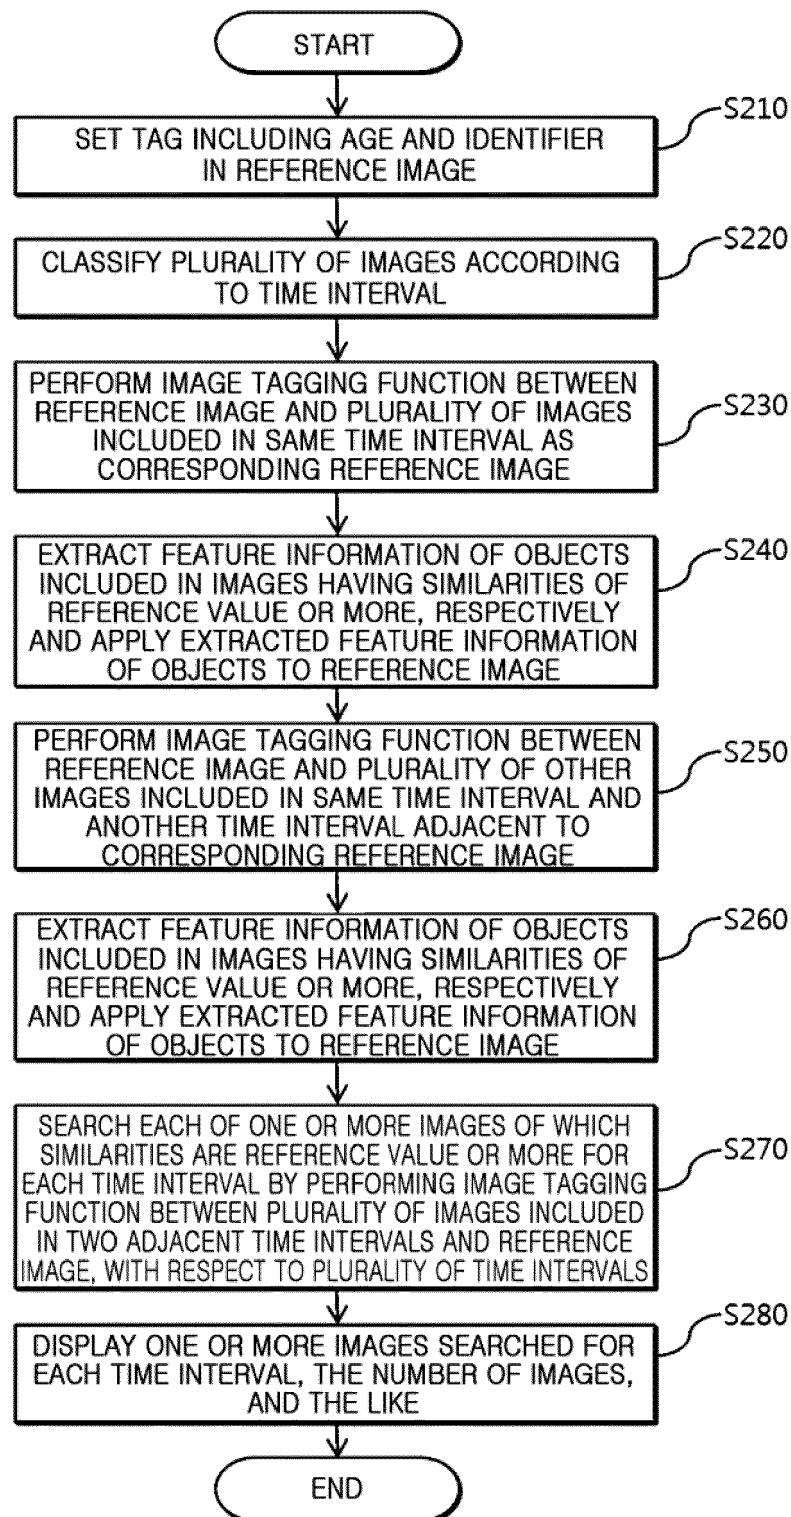 START
S210
SET TAG INCLUDING AGE AND IDENTIFIER
IN REFERENCE IMAGE
S220
CLASSIFY PLURALITY OF IMAGES ACCORDING
TO TIME INTERVAL
S230
PERFORM IMAGE TAGGING FUNCTION BETWEEN
REFERENCE IMAGE AND PLURALITY OF IMAGES
INCLUDED IN SAME TIME INTERVAL AS
CORRESPONDING REFERENCE IMAGE
S240
EXTRACT FEATURE INFORMATION OF OBJECTS
INCLUDED IN IMAGES HAVING SIMILARITIES OF
REFERENCE VALUE OR MORE, RESPECTIVELY
AND APPLY EXTRACTED FEATURE INFORMATION
OF OBJECTS TO REFERENCE IMAGE
S250
PERFORM IMAGE TAGGING FUNCTION BETWEEN
REFERENCE IMAGE AND PLURALITY OF OTHER
IMAGES INCLUDED IN SAME TIME INTERVAL AND
ANOTHER TIME INTERVAL ADJACENT TO
CORRESPONDING REFERENCE IMAGE
S260
EXTRACT FEATURE INFORMATION OF OBJECTS
INCLUDED IN IMAGES HAVING SIMILARITIES OF
REFERENCE VALUE OR MORE, RESPECTIVELY
AND APPLY EXTRACTED FEATURE INFORMATION
OF OBJECTS TO REFERENCE IMAGE
S270
SEARCH EACH OF ONE OR MORE IMAGES OF WHICH
SIMILARITIES ARE REFERENCE VALUE OR MORE FOR
EACH TIME INTERVAL BY PERFORMING IMAGE TAGGING
FUNCTION BETWEEN PLURALITY OF IMAGES INCLUDED
IN TWO ADJACENT TIME INTERVALS AND REFERENCE
IMAGE, WITH RESPECT TO PLURALITY OF TIME INTERVALS
S280
DISPLAY ONE OR MORE IMAGES SEARCHED FOR
EACH TIME INTERVAL, THE NUMBER OF IMAGES,
AND THE LIKE
END